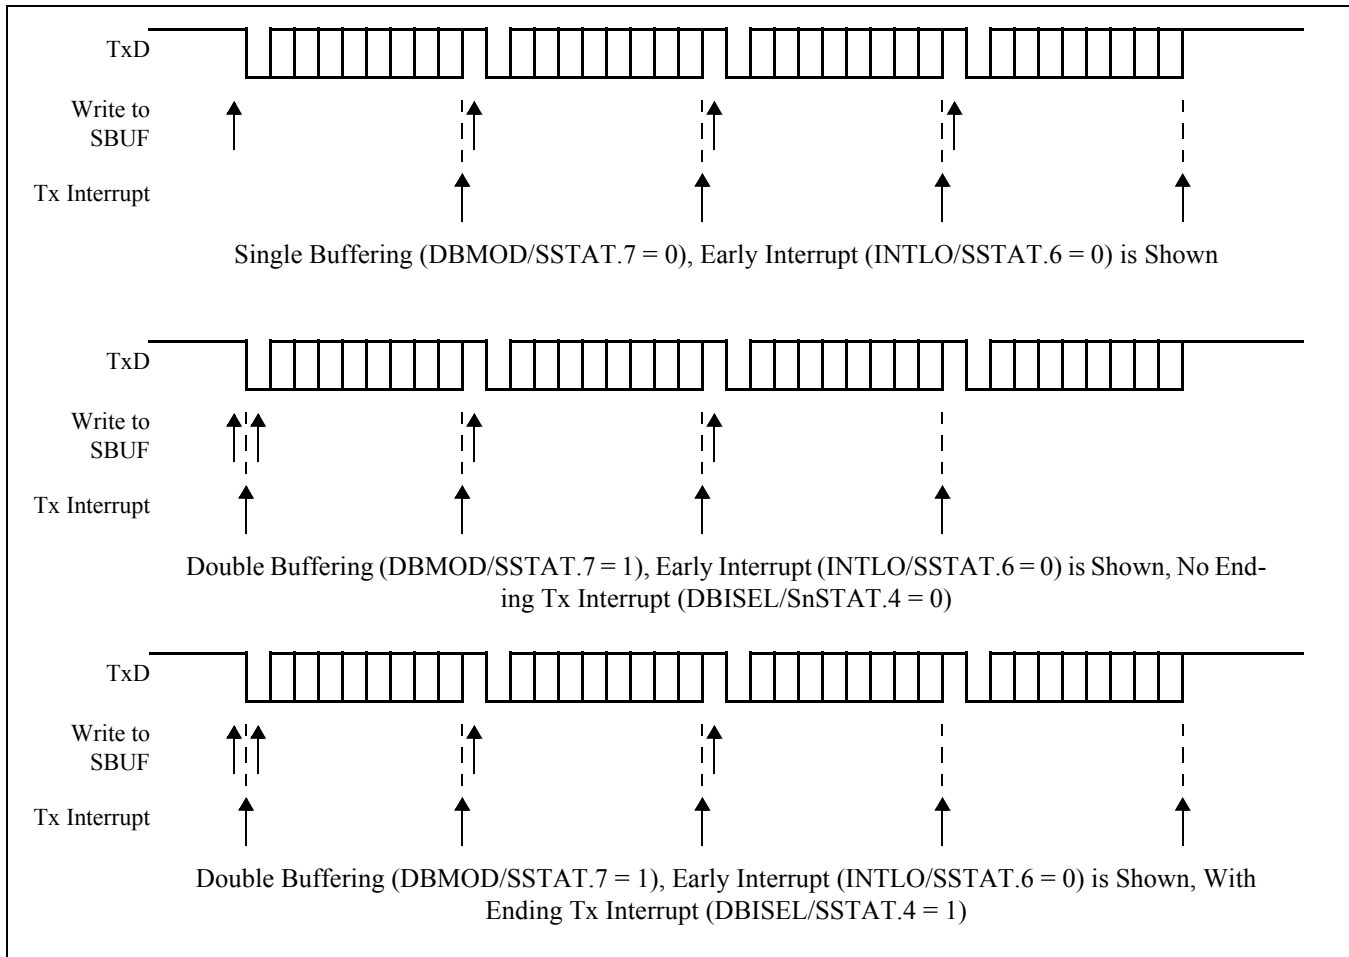 TxD
Write to
SBUF
Tx Interrupt
Single Buffering (DBMOD/SSTAT.7 = 0), Early Interrupt (INTLO/SSTAT.6 = 0) is Shown
TxD
Write to
SBUF
Tx Interrupt
Double Buffering (DBMOD/SSTAT.7 = 1), Early Interrupt (INTLO/SSTAT.6 = 0) is Shown, No End-
ing Tx Interrupt (DBISEL/SnSTAT.4 = 0)
TxD
Write to
SBUF
Tx Interrupt
Double Buffering (DBMOD/SSTAT.7 = 1), Early Interrupt (INTLO/SSTAT.6 = 0) is Shown, With
Ending Tx Interrupt (DBISEL/SSTAT.4 = 1)